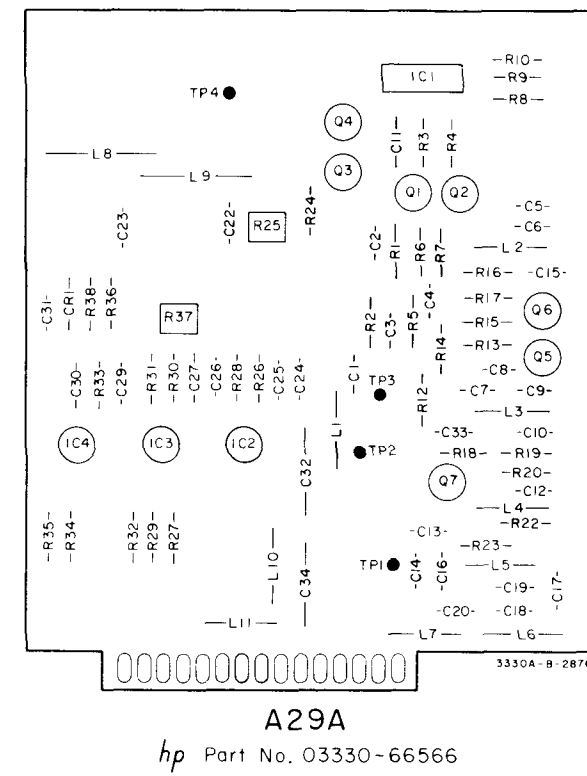 -R10-
IC1 -R9-
TP4 -R8-
Q4 C11 R3 R4
L8 Q3
L9 Q1 Q2
C23 C22 R25 R24 -C5-
-C6-
C2 R1 R6 R7 L2
-R16- -C15-
C31 CR1 R38 R36 R37 R2 C3 R5 C4 -R17- Q6
-R15-
R14 -R13- Q5
-C8-
C30 R33 C29 R31 R30 C27 C26 R28 R26 C25 C24 C1 TP3 R12 -C7- -C9-
L3
IC4 IC3 IC2 L1 TP2 -C33- -C10-
-R18- -R19-
C32 Q7 -R20-
-C12-
L4
-R22-
R35 R34 R32 R29 R27 -C13-
-R23-
L10 C34 TP1 C14 C16 L5
-C19- C17
L11 -C20- -C18-
L7 L6
3330A-B-2876
A29A
hp Part No. 03330-66566